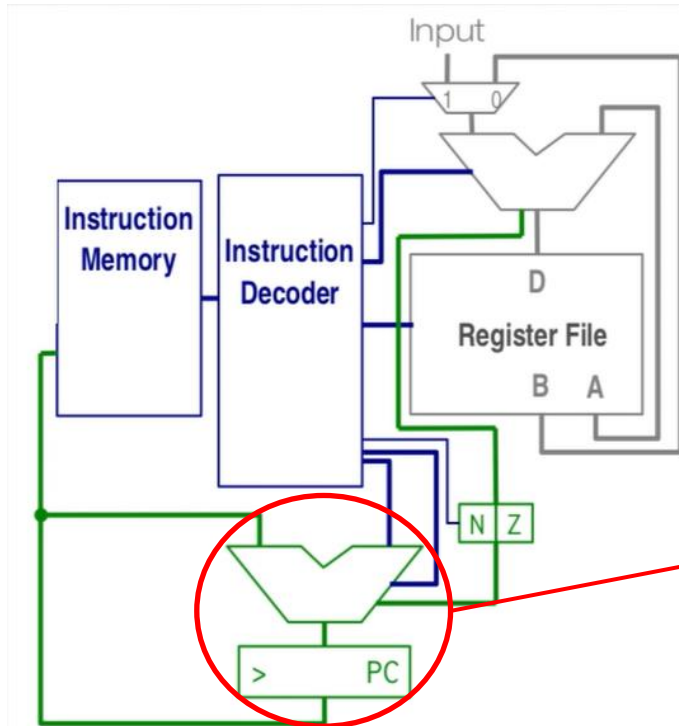 Input
1 0
Instruction
Memory
Instruction
Decoder
D
Register File
B A
N Z
> PC